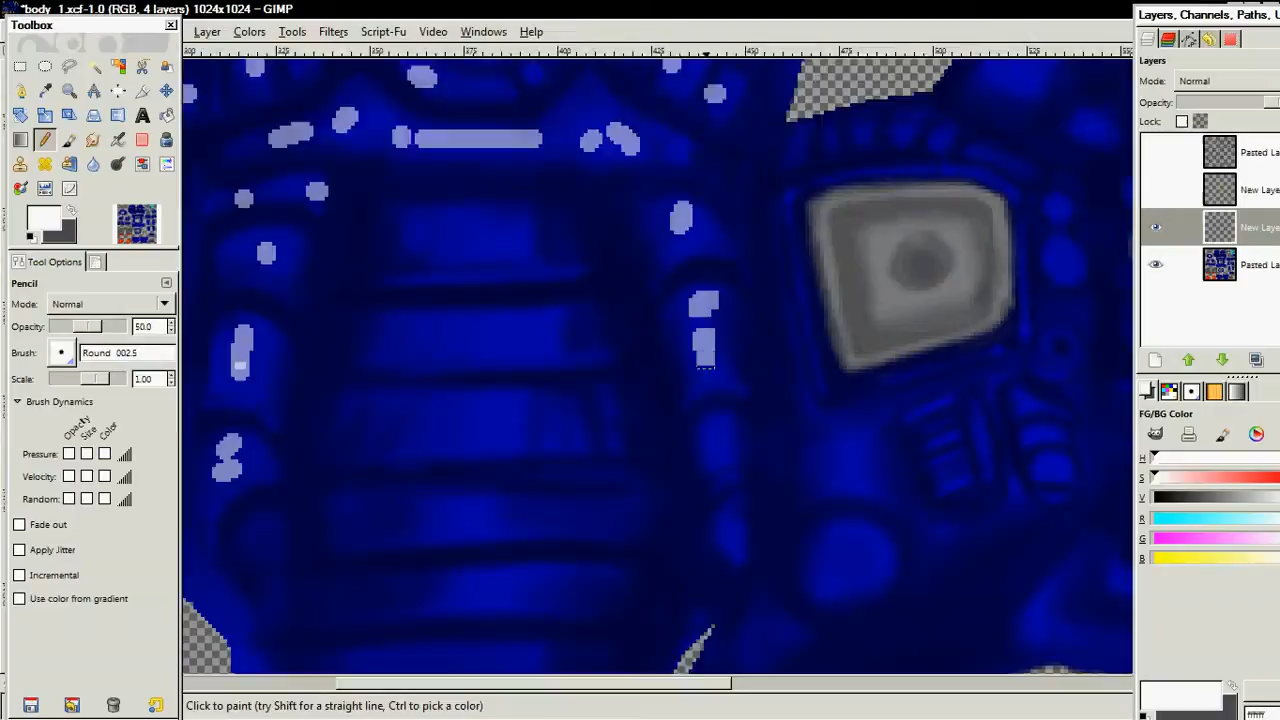 *body_1.xcf-1.0 (RGB, 4 layers) 1024x1024 – GIMP
Toolbox
Layers, Channels, Paths, U
Layer Colors Tools Filters Script-Fu Video Windows Help
Layers
Mode: Normal
Opacity:
Lock:
Pasted La
New Laye
New Laye
Pasted La
Tool Options
Pencil
Mode: Normal
Opacity: 50.0
Brush: Round 002.5
Scale: 1.00
Brush Dynamics
Opacity Size Color
Pressure:
Velocity:
Random:
Fade out
Apply Jitter
Incremental
Use color from gradient
FG/BG Color
H
S
V
R
G
B
Click to paint (try Shift for a straight line, Ctrl to pick a color)